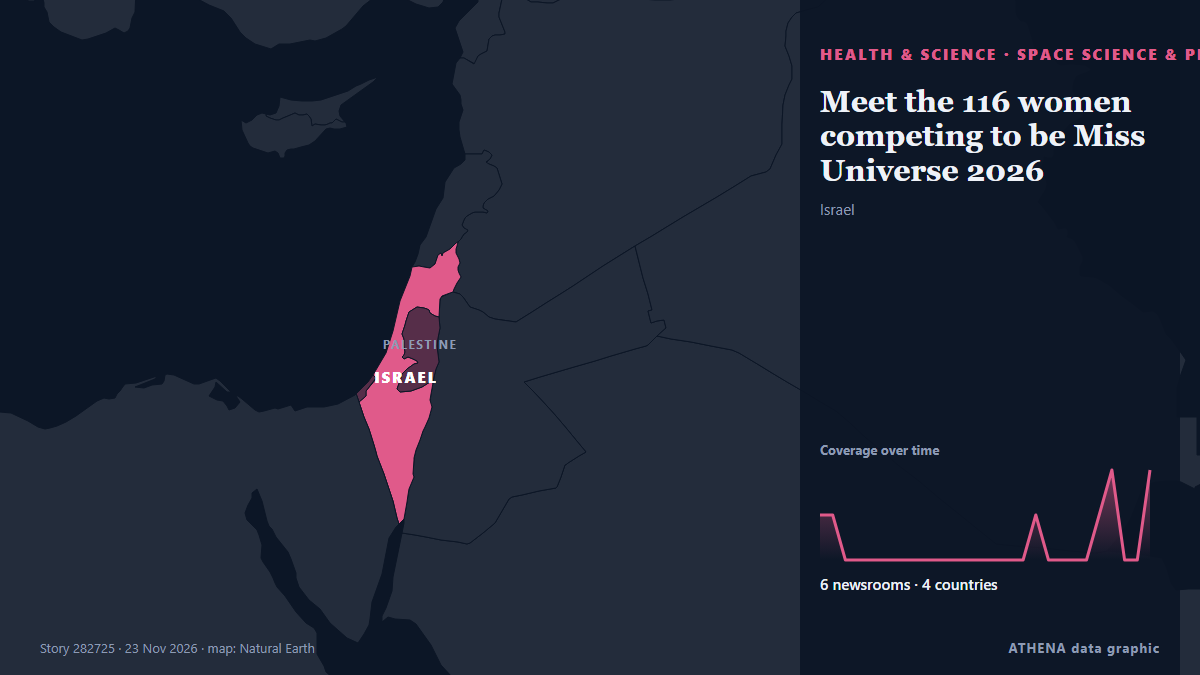 HEALTH & SCIENCE · SPACE SCIENCE &
Meet the 116 women
competing to be Miss
Universe 2026
Israel
PALESTINE
ISRAEL
Coverage over time
6 newsrooms · 4 countries
Story 282725 · 23 Nov 2026 · map: Natural Earth
ATHENA data graphic